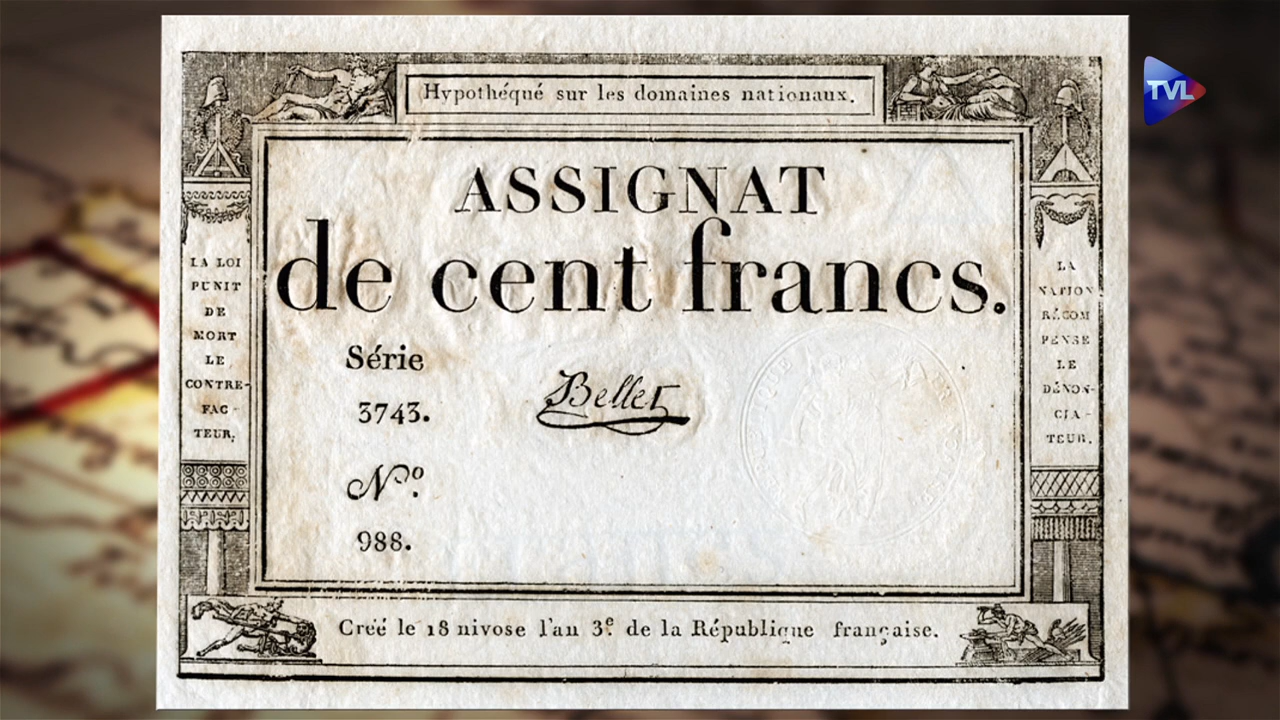 TVL
Hypothéqué sur les domaines nationaux.
ASSIGNAT
de cent francs.
LA LOI
PUNIT
DE
MORT
LE
CONTRE-
FAC-
TEUR.
Série
3743.
Bellet
Nº.
988.
LA
NATION
RÉCOM
PENSE
LE
DÉNON-
CIA-
TEUR.
Créé le 18 nivose l'an 3e de la République française.